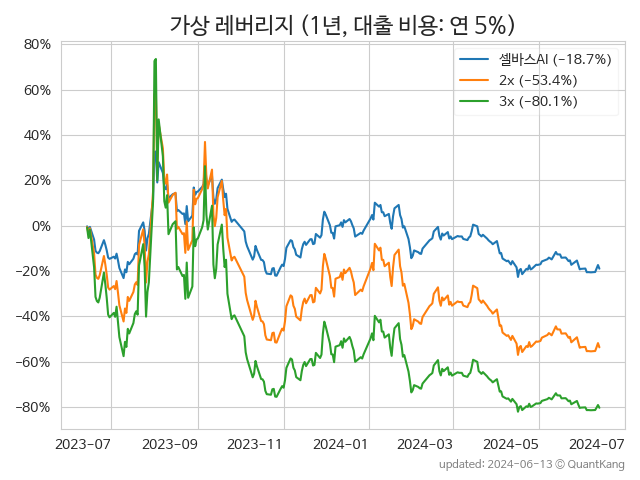 가상 레버리지 (1년, 대출 비용: 연 5%)
80%
60%
40%
20%
0%
−20%
−40%
−60%
−80%
셀바스AI (−18.7%)
2x (−53.4%)
3x (−80.1%)
2023-07 2023-09 2023-11 2024-01 2024-03 2024-05 2024-07
updated: 2024-06-13 © QuantKang